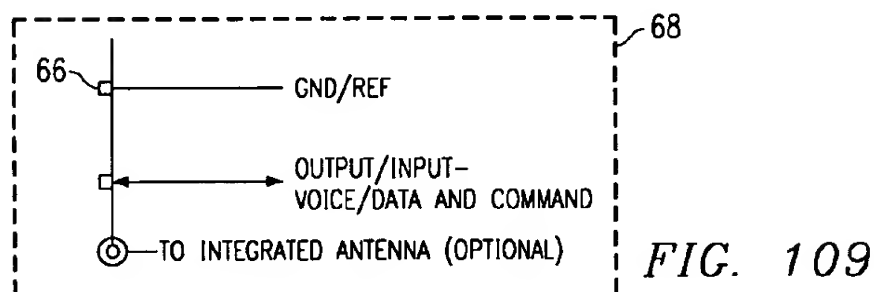 68
66
GND/REF
OUTPUT/INPUT-
VOICE/DATA AND COMMAND
TO INTEGRATED ANTENNA (OPTIONAL)
FIG. 109